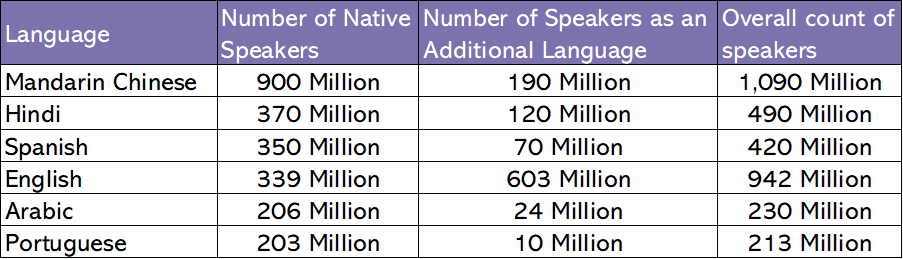 Language Number of Native Speakers Number of Speakers as an Additional Language Overall count of speakers
Mandarin Chinese 900 Million 190 Million 1,090 Million
Hindi 370 Million 120 Million 490 Million
Spanish 350 Million 70 Million 420 Million
English 339 Million 603 Million 942 Million
Arabic 206 Million 24 Million 230 Million
Portuguese 203 Million 10 Million 213 Million